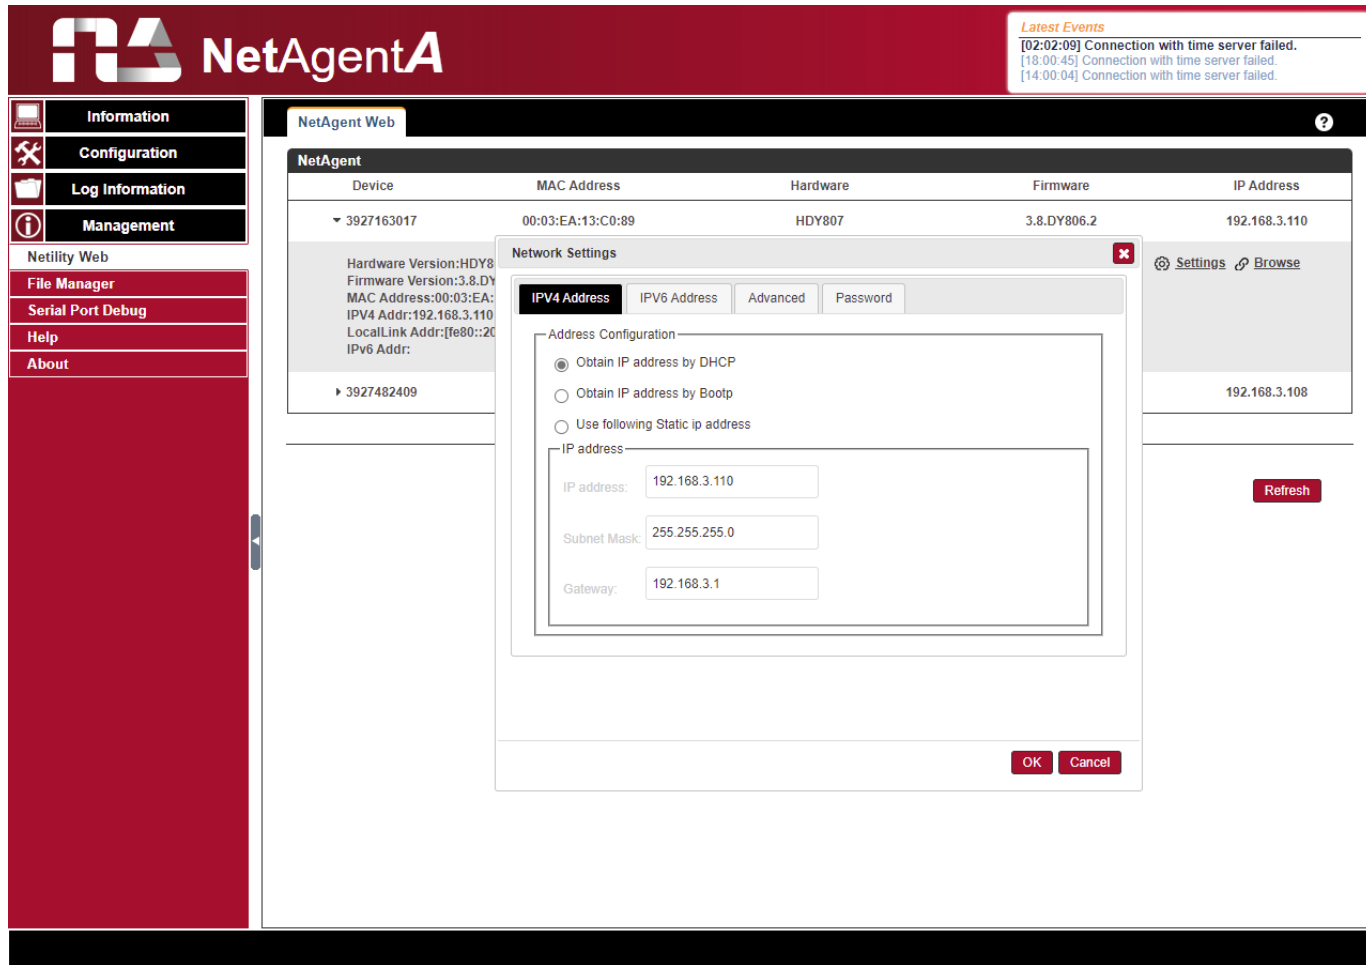 NetAgentA
Latest Events
[02:02:09] Connection with time server failed.
[18:00:45] Connection with time server failed.
[14:00:04] Connection with time server failed.
Information
Configuration
Log Information
Management
Netility Web
File Manager
Serial Port Debug
Help
About
NetAgent Web
?
NetAgent
Device MAC Address Hardware Firmware IP Address
3927163017 00:03:EA:13:C0:89 HDY807 3.8.DY806.2 192.168.3.110
Hardware Version:HDY8
Firmware Version:3.8.DY
MAC Address:00:03:EA:
IPV4 Addr:192.168.3.110
LocalLink Addr:[fe80::20
IPv6 Addr:
Settings Browse
3927482409 192.168.3.108
Refresh
Network Settings
IPV4 Address IPV6 Address Advanced Password
Address Configuration
Obtain IP address by DHCP
Obtain IP address by Bootp
Use following Static ip address
IP address
IP address: 192.168.3.110
Subnet Mask: 255.255.255.0
Gateway: 192.168.3.1
OK Cancel